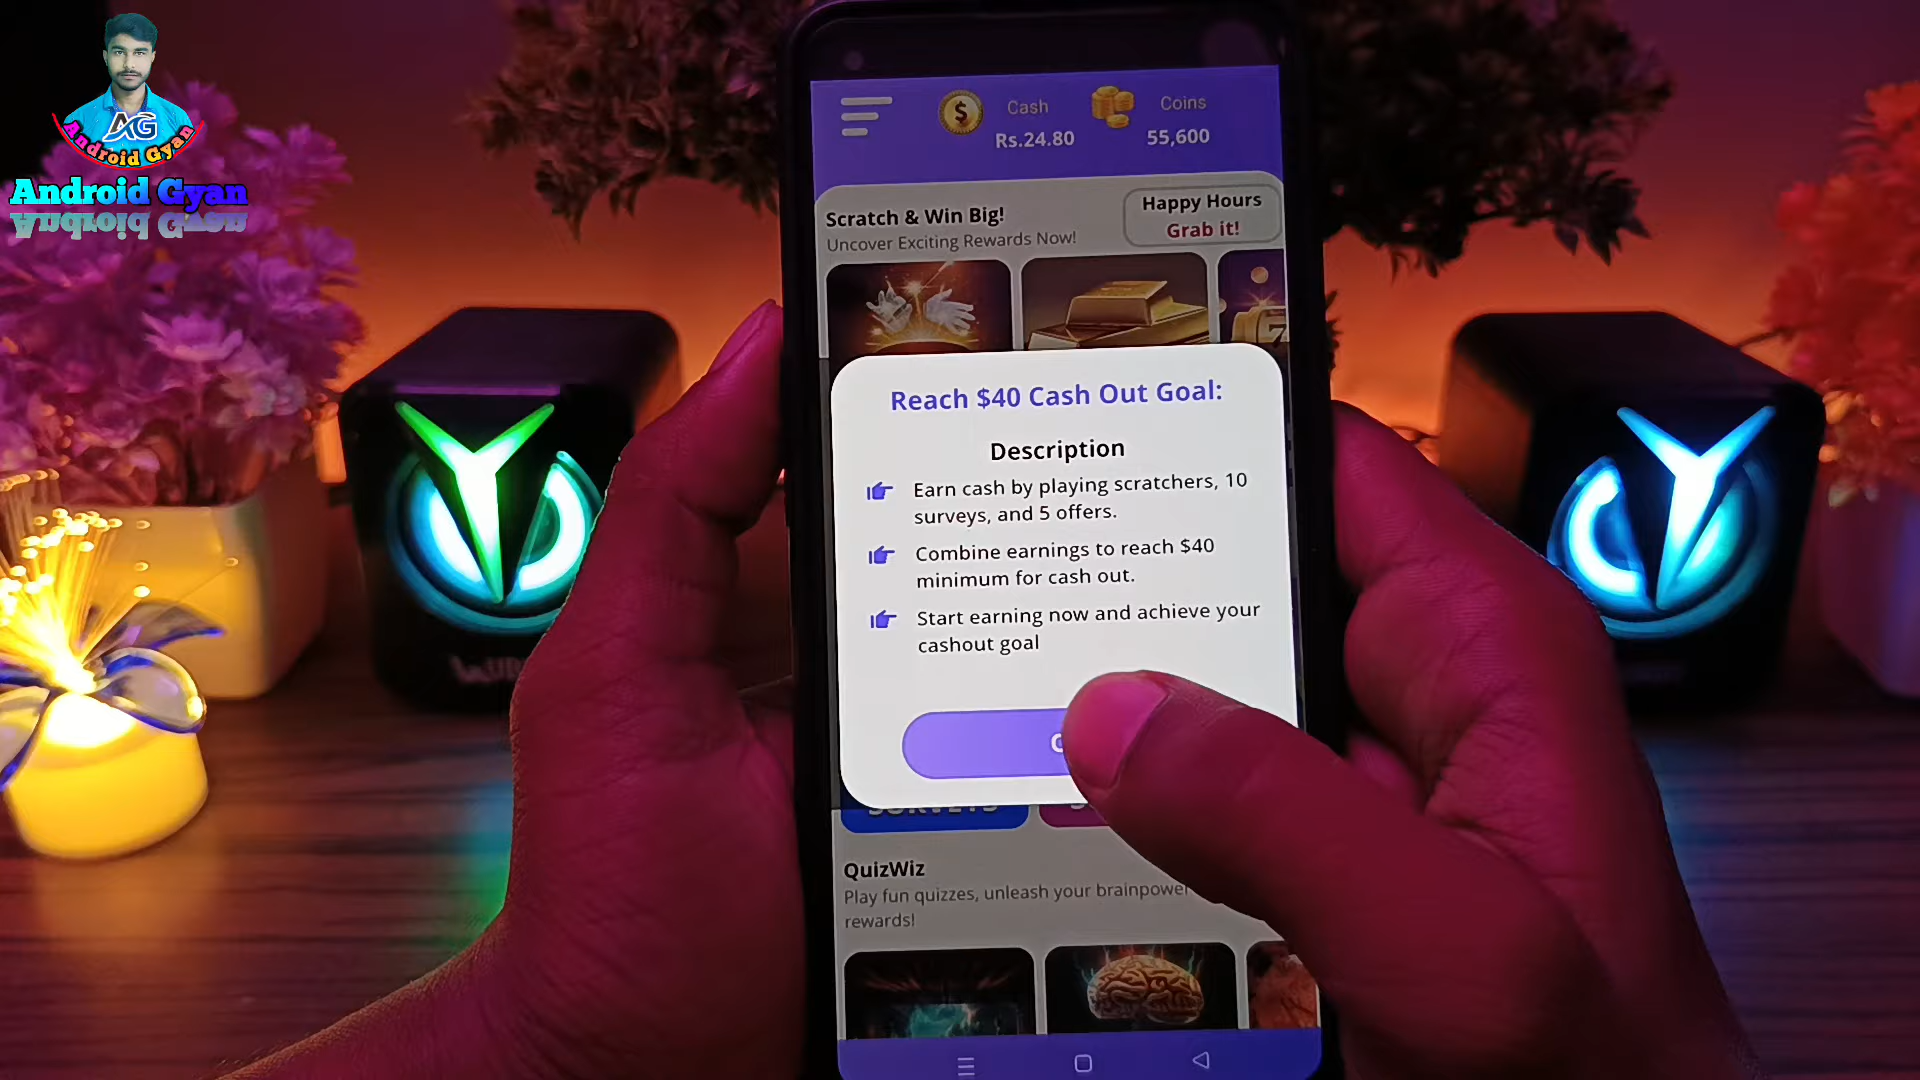 AG
Android Gyan
Android Gyan
Cash
Rs.24.80
Coins
55,600
Scratch & Win Big!
Uncover Exciting Rewards Now!
Happy Hours
Grab it!
Reach $40 Cash Out Goal:
Description
Earn cash by playing scratchers, 10
surveys, and 5 offers.
Combine earnings to reach $40
minimum for cash out.
Start earning now and achieve your
cashout goal
SURVEYS
QuizWiz
Play fun quizzes, unleash your brainpower
rewards!